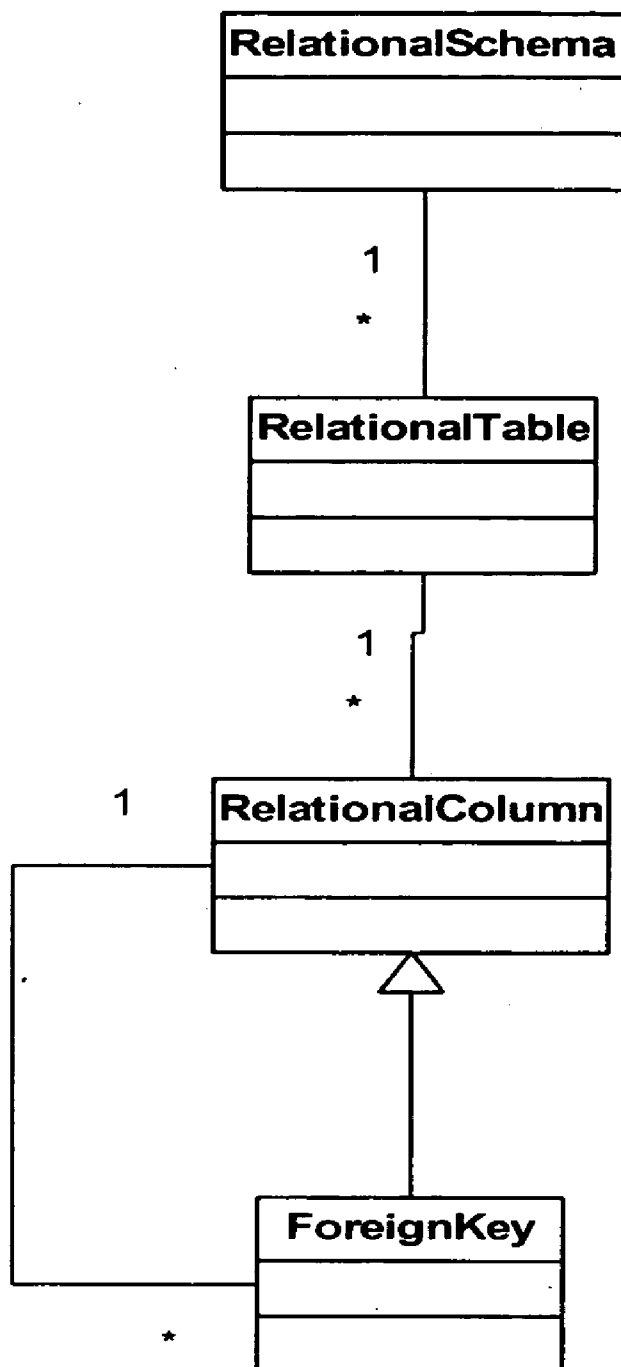 RelationalSchema
1
*
RelationalTable
1
*
1
RelationalColumn
ForeignKey
*